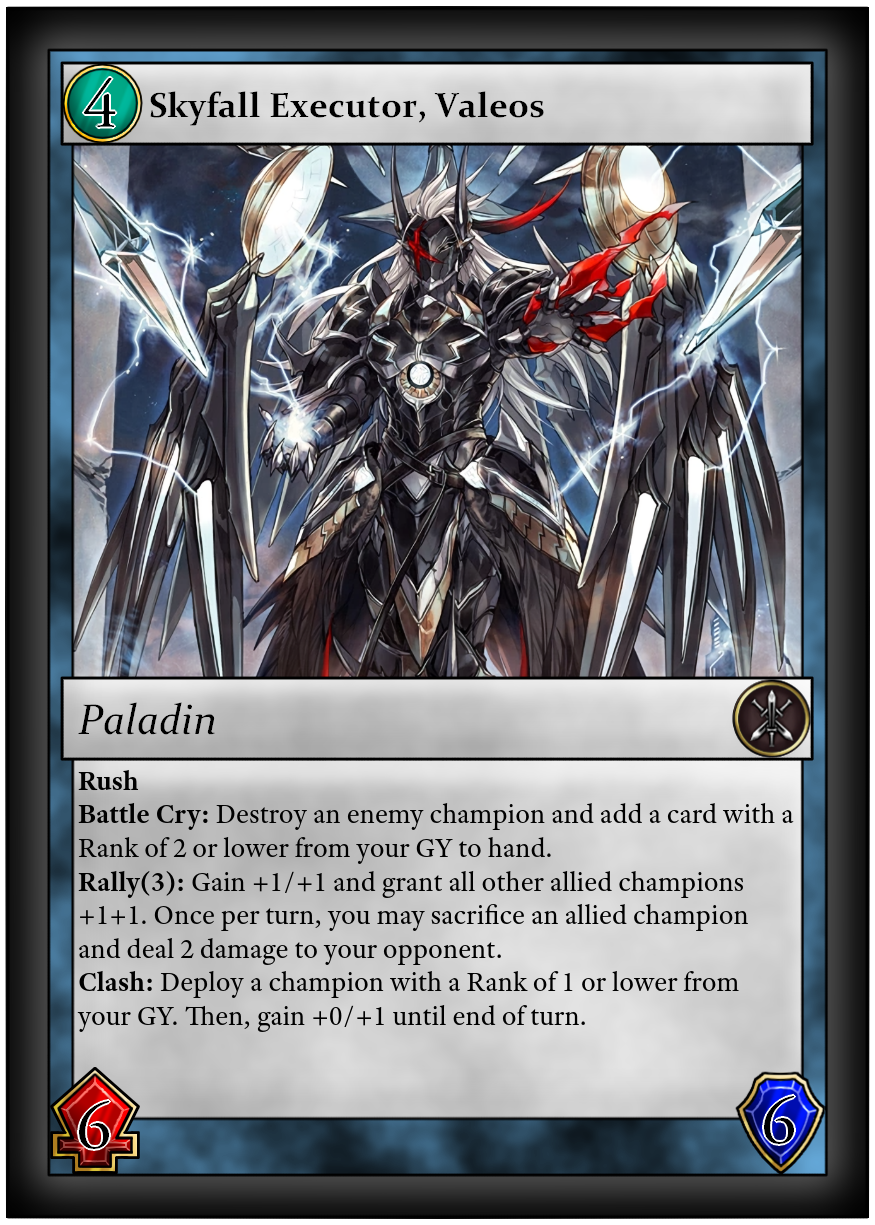 4 Skyfall Executor, Valeos
Paladin
Rush
Battle Cry: Destroy an enemy champion and add a card with a
Rank of 2 or lower from your GY to hand.
Rally(3): Gain +1/+1 and grant all other allied champions
+1+1. Once per turn, you may sacrifice an allied champion
and deal 2 damage to your opponent.
Clash: Deploy a champion with a Rank of 1 or lower from
your GY. Then, gain +0/+1 until end of turn.
6 6